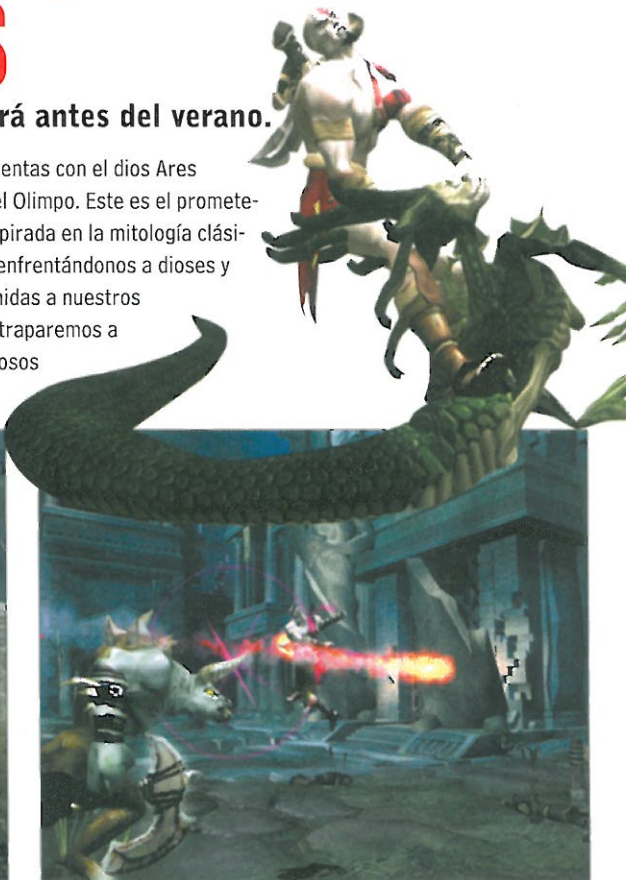 S
rá antes del verano.
entas con el dios Ares
el Olimpo. Este es el promete-
pirada en la mitología clási-
enfrentándonos a dioses y
nidas a nuestros
traparemos a
osos